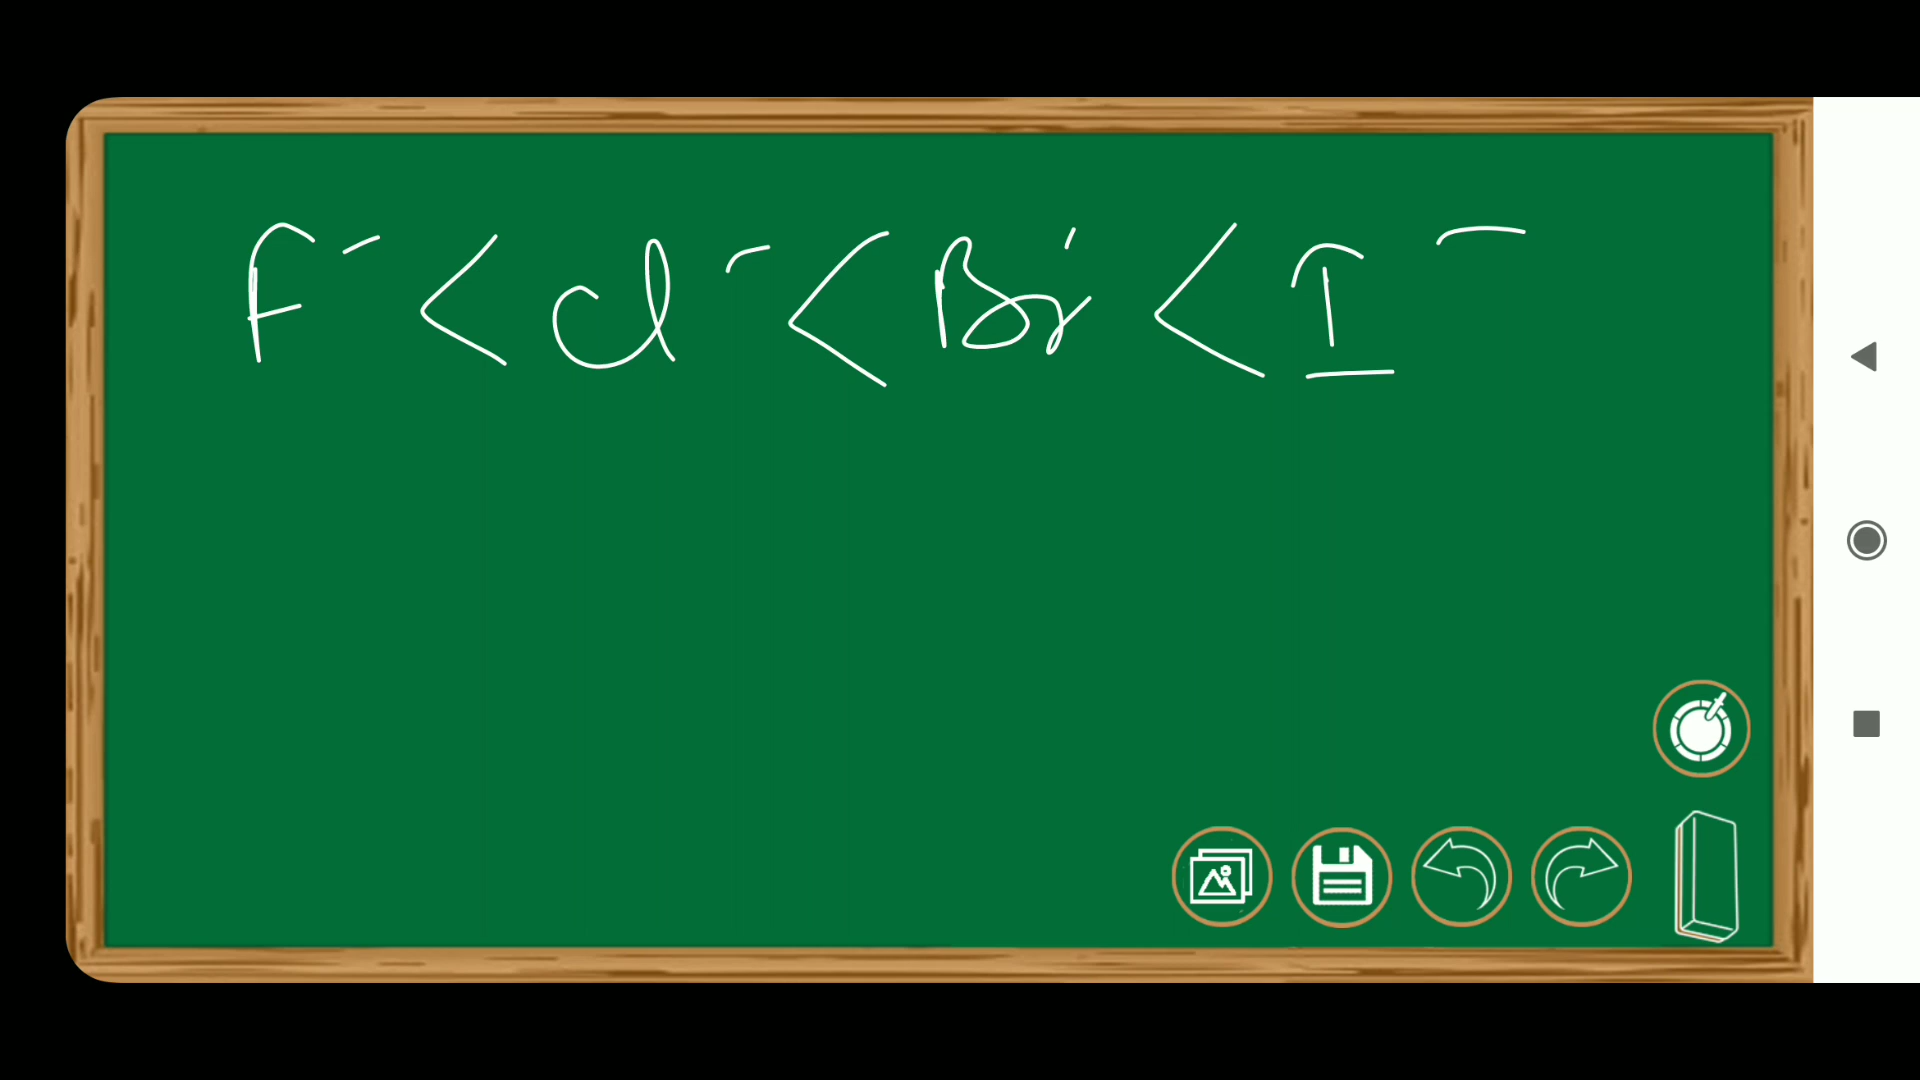 F⁻ < Cl⁻ < Br⁻ < I⁻